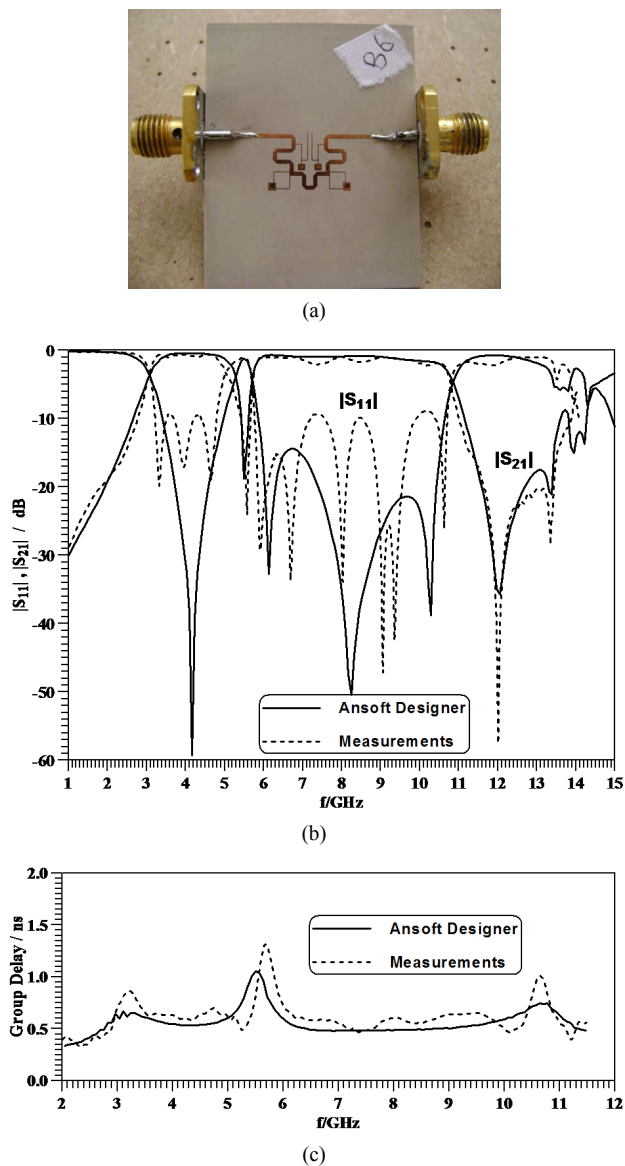 B6
(a)
0
-10
-20
-30
-40
-50
-60
|S11| , |S21| / dB
|S11|
|S21|
Ansoft Designer
Measurements
1 2 3 4 5 6 7 8 9 10 11 12 13 14 15
f/GHz
(b)
2.0
1.5
1.0
0.5
0.0
Group Delay / ns
Ansoft Designer
Measurements
2 3 4 5 6 7 8 9 10 11 12
f/GHz
(c)